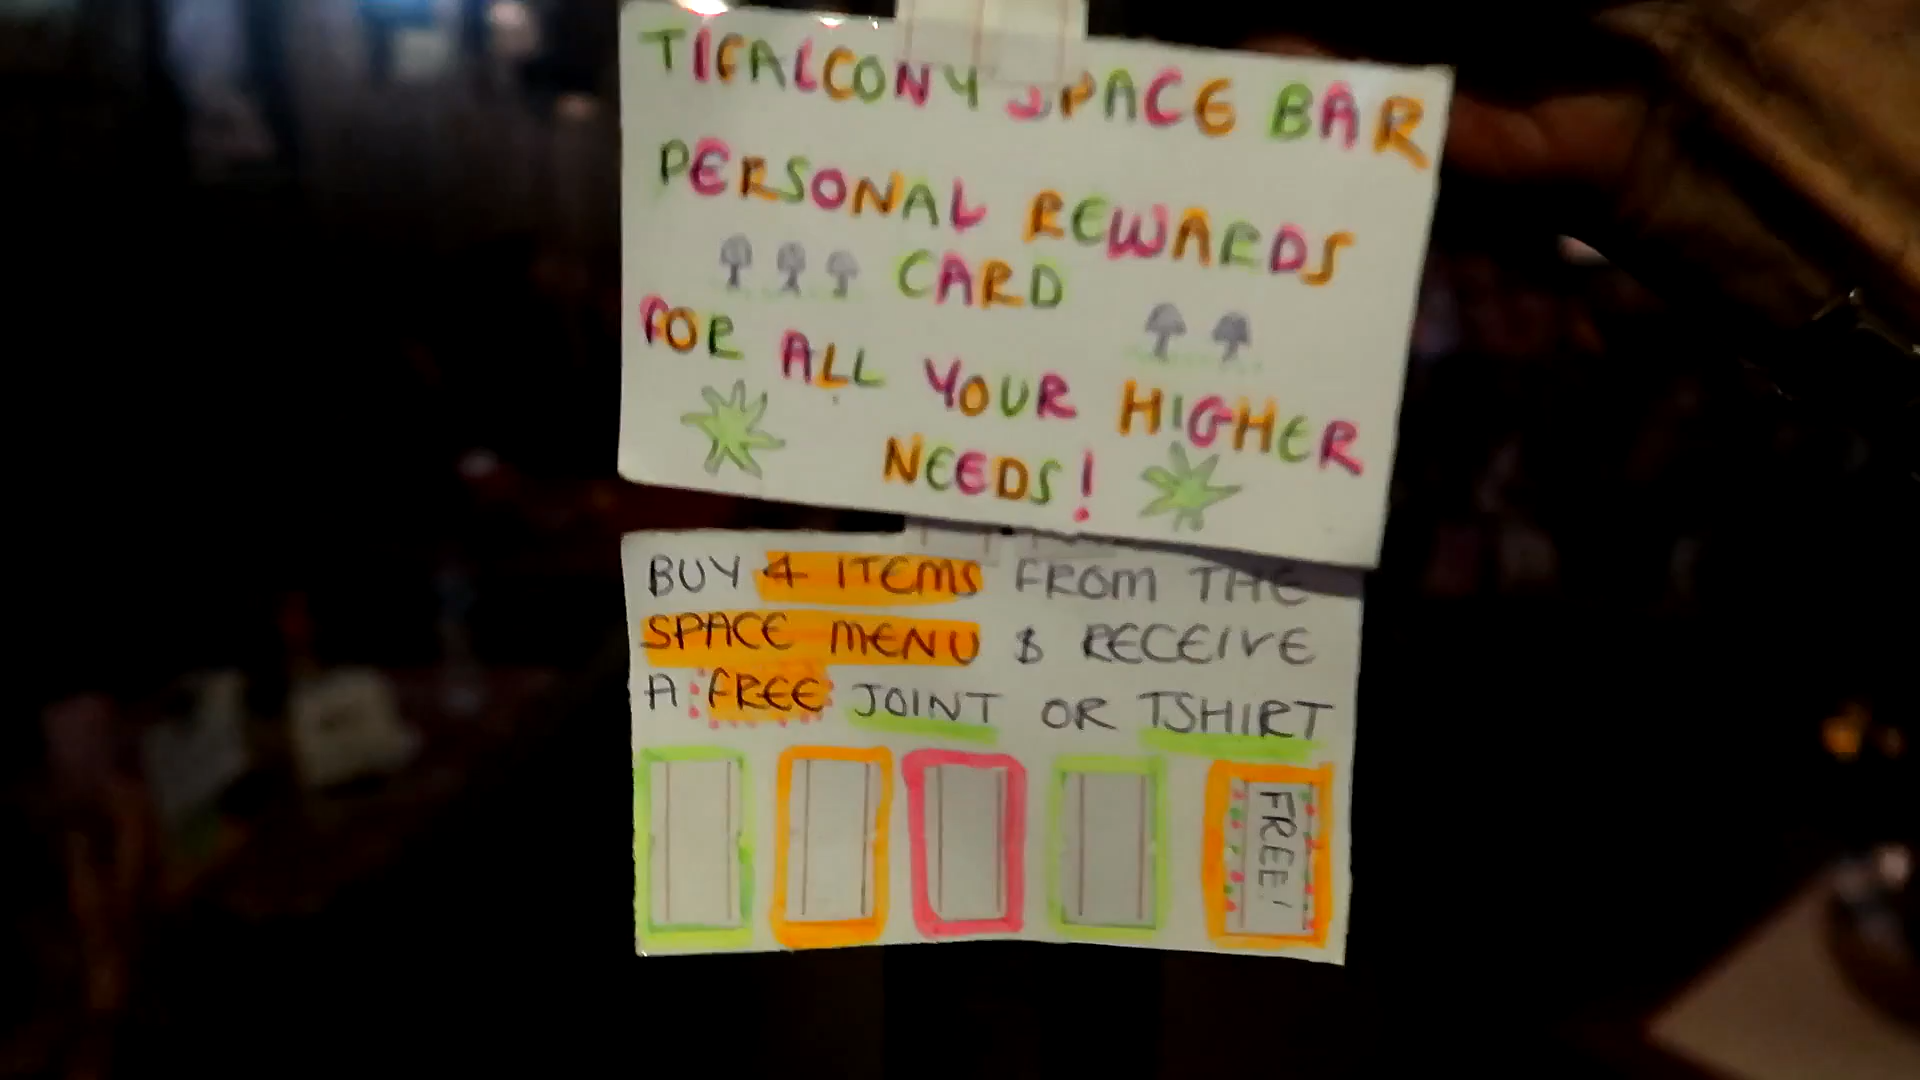 TIFALCONY SPACE BAR
PERSONAL REWARDS
CARD
FOR ALL YOUR HIGHER
NEEDS!
BUY 4 ITEMS FROM THE
SPACE MENU & RECEIVE
A FREE JOINT OR TSHIRT
FREE!